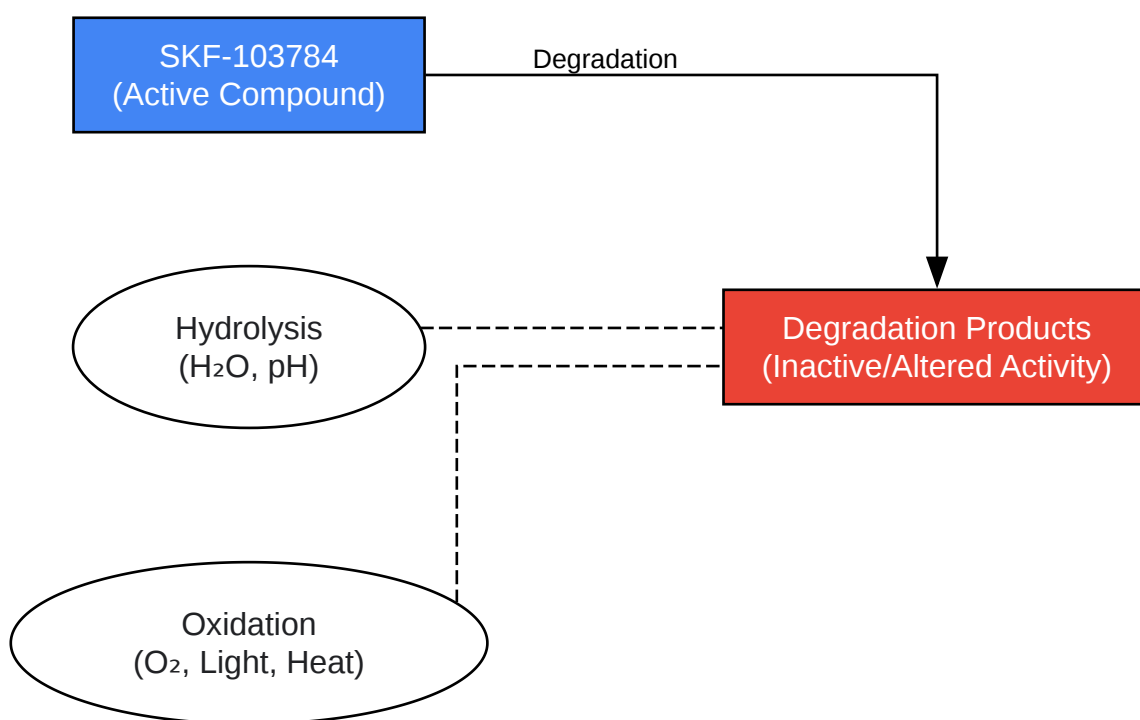 SKF-103784
(Active Compound)
Degradation
Hydrolysis
(H₂O, pH)
Degradation Products
(Inactive/Altered Activity)
Oxidation
(O₂, Light, Heat)